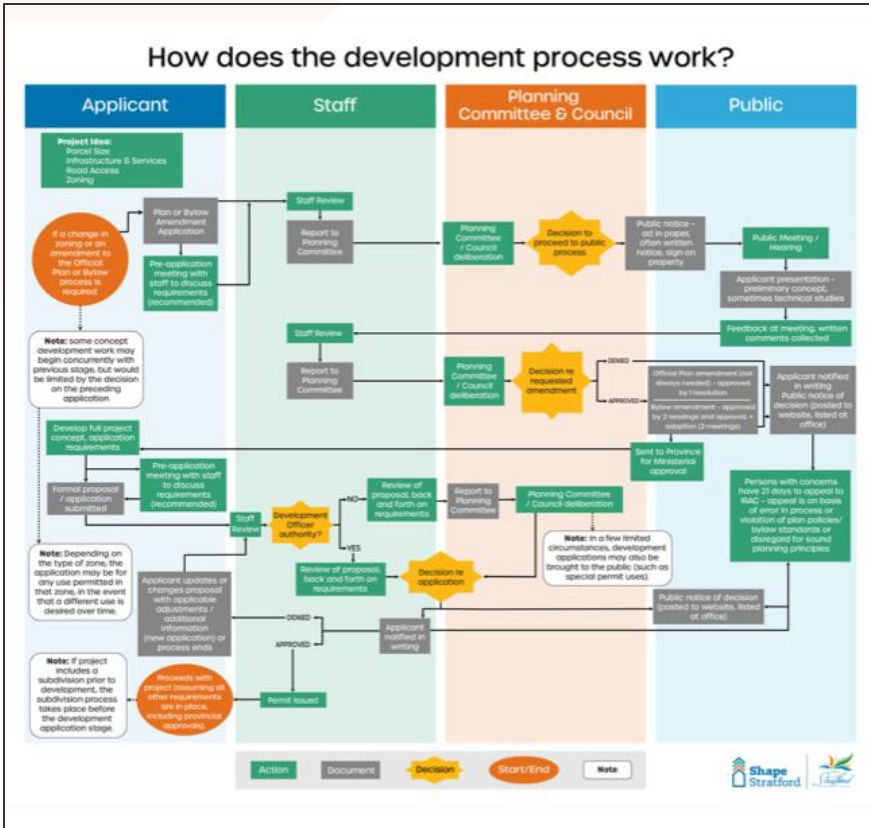 How does the development process work?
Applicant
Staff
Planning
Committee & Council
Public
Project Idea:
Parcel Size
Infrastructure & Services
Road Access
Zoning
If a change in
zoning or an
amendment to
the Official
Plan or Bylaw
process is
required
Plan or Bylaw
Amendment
Application
Pre-application
meeting with
staff to discuss
requirements
(recommended)
Staff Review
Report to
Planning
Committee
Planning
Committee
/ Council
deliberation
Decision to
proceed to public
process
Public notice –
ad in paper,
often written
notice, sign on
property
Public Meeting /
Hearing
Applicant presentation –
preliminary concept,
sometimes technical studies
Feedback at meeting, written
comments collected
Note: some concept
development work may
begin concurrently with
previous stage, but would
be limited by the decision
on the preceding
application
Staff Review
Report to
Planning
Committee
Planning
Committee
/ Council
deliberation
Decision re
requested
amendment
DENIED
APPROVED
Official Plan amendment (not
always needed) – approved
by 1 resolution
Bylaw amendment – approved
by 2 readings and approval, +
adoption (2 meetings)
Applicant notified
in writing
Public notice of
decision (posted to
website, listed
at office)
Sent to Province
for Ministerial
approval
Persons with concerns
have 21 days to appeal to
IRAC – appeal is on basis
of error in process or
violation of plan policies/
bylaw standards or
disregard for sound
planning principles
Develop full project
concept, application
requirements
Pre-application
meeting with staff
to discuss
requirements
(recommended)
Formal proposal
/ application
submitted
Staff
Review
Development
Officer
authority?
NO
YES
Review of
proposal, back
and forth on
requirements
Report to
Planning
Committee
Planning Committee
/ Council deliberation
Note: in a few limited
circumstances, development
applications may also be
brought to the public (such as
special permit uses).
Review of proposal,
back and forth on
requirements
Decision re
application
Note: Depending on
the type of zone, the
application may be for
any use permitted in
that zone, in the event
that a different use is
desired over time.
Applicant updates or
changes proposal with
applicable adjustments /
additional information
(new application) or
process ends
DENIED
APPROVED
Applicant
notified in
writing
Public notice of decision
(posted to website, listed
at office)
Note: If project
includes a
subdivision prior to
development, the
subdivision process
takes place before
the development
application stage.
Proceeds with
project (assuming all
other requirements
are in place,
including provincial
approvals).
Permit Issued
Action
Document
Decision
Start/End
Note
Shape
Stratford
Stratford